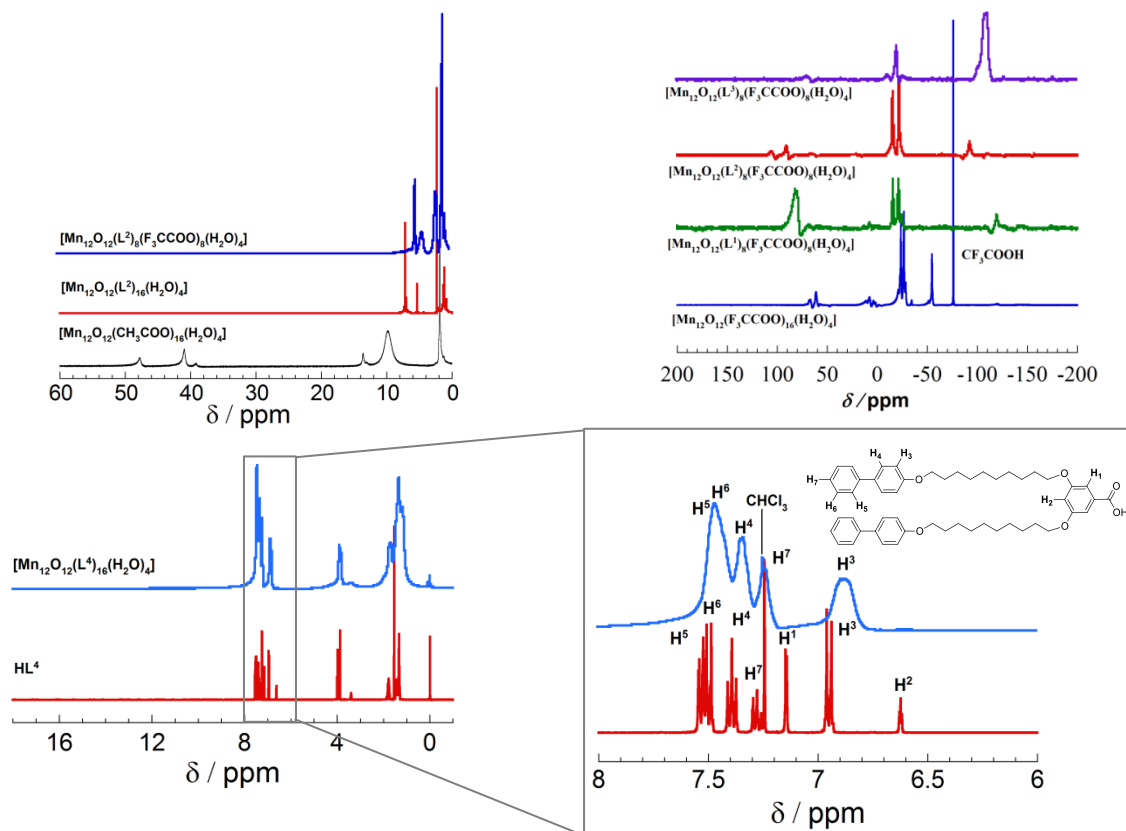 [Mn₁₂O₁₂(L²)₈(F₃CCOO)₈(H₂O)₄]
[Mn₁₂O₁₂(L²)₁₆(H₂O)₄]
[Mn₁₂O₁₂(CH₃COO)₁₆(H₂O)₄]
60 50 40 30 20 10 0
δ / ppm
[Mn₁₂O₁₂(L³)₈(F₃CCOO)₈(H₂O)₄]
[Mn₁₂O₁₂(L²)₈(F₃CCOO)₈(H₂O)₄]
[Mn₁₂O₁₂(L¹)₈(F₃CCOO)₈(H₂O)₄]
CF₃COOH
[Mn₁₂O₁₂(F₃CCOO)₁₆(H₂O)₄]
200 150 100 50 0 -50 -100 -150 -200
δ / ppm
[Mn₁₂O₁₂(L⁴)₁₆(H₂O)₄]
HL⁴
16 12 8 4 0
δ / ppm
H₄ H₃
H₇ O O H₁
H₆ H₅ H₂ O
OH
O O
H⁵ H⁶ H⁴ CHCl₃ H⁷ H³
H⁵ H⁶ H⁴ H⁷ H¹ H³ H²
8 7.5 7 6.5 6
δ / ppm